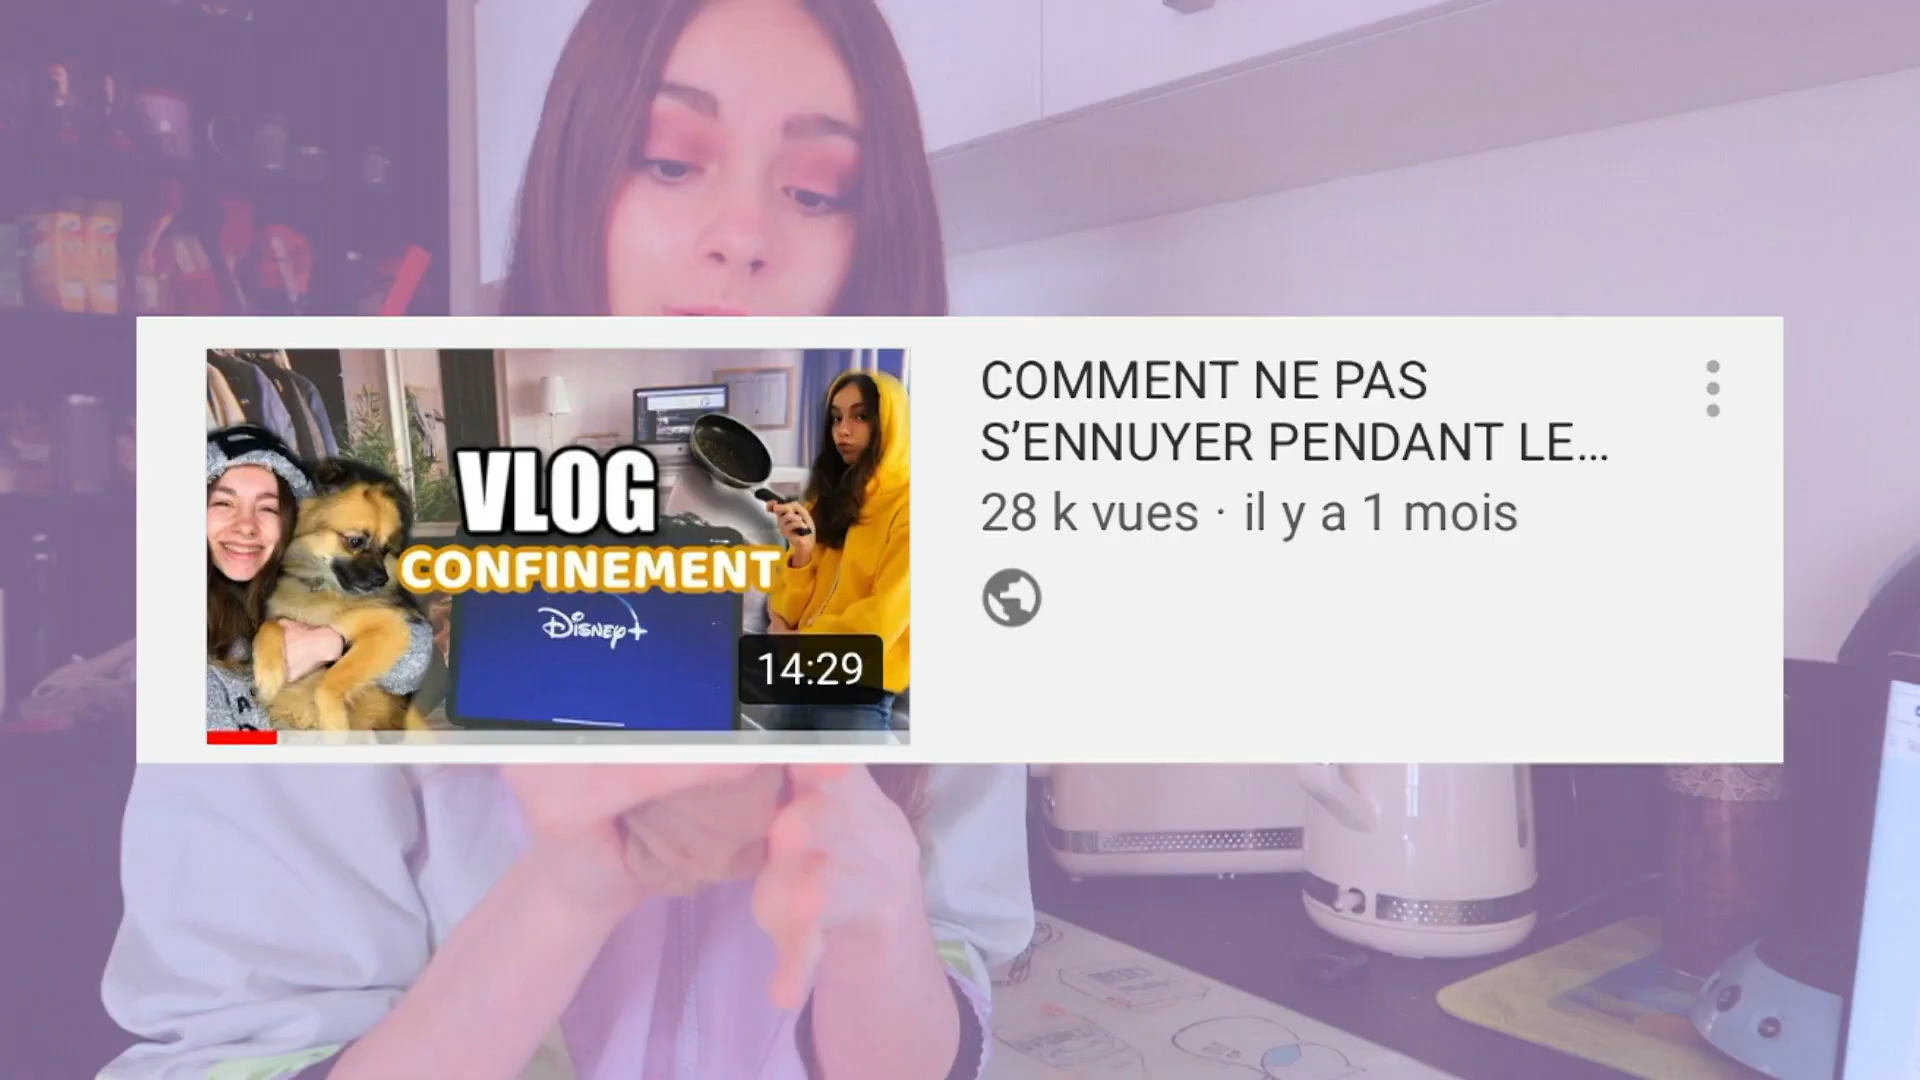 VLOG
CONFINEMENT
Disney+
14:29
COMMENT NE PAS
S’ENNUYER PENDANT LE...
28 k vues · il y a 1 mois